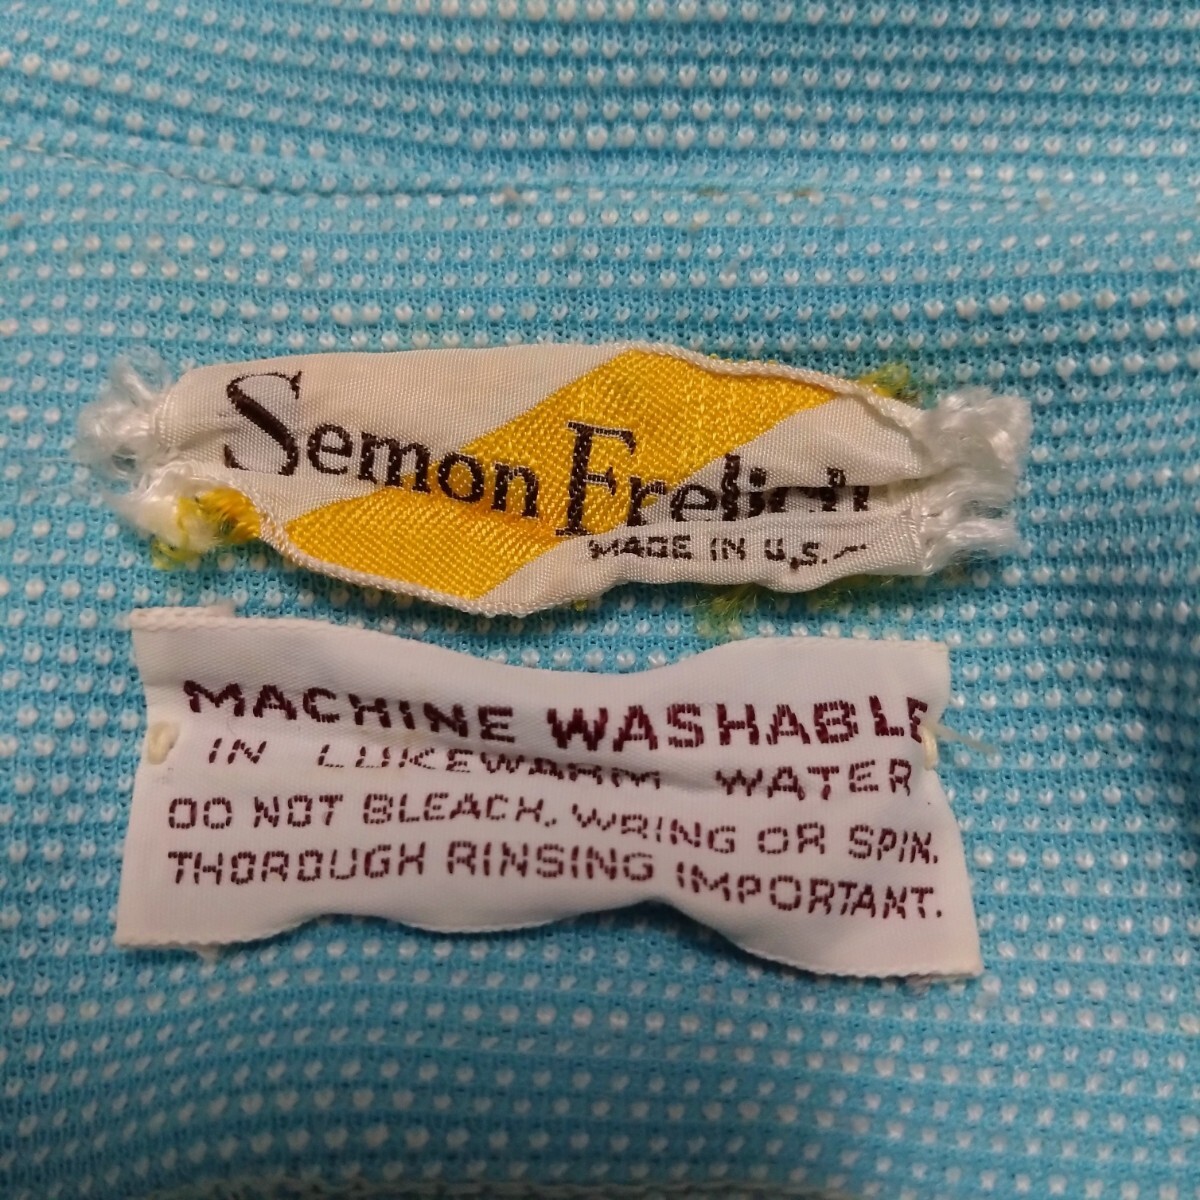 Semon Frelich
MADE IN U.S.
MACHINE WASHABLE
IN LUKEWARM WATER
DO NOT BLEACH, WRING OR SPIN.
THOROUGH RINSING IMPORTANT.